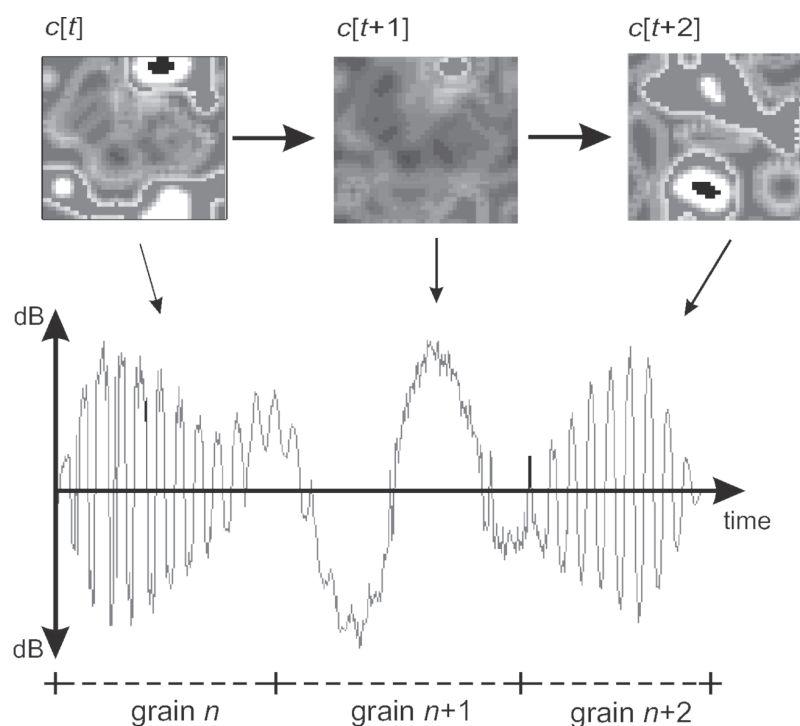 c[t]
c[t+1]
c[t+2]
dB
time
dB
grain n
grain n+1
grain n+2